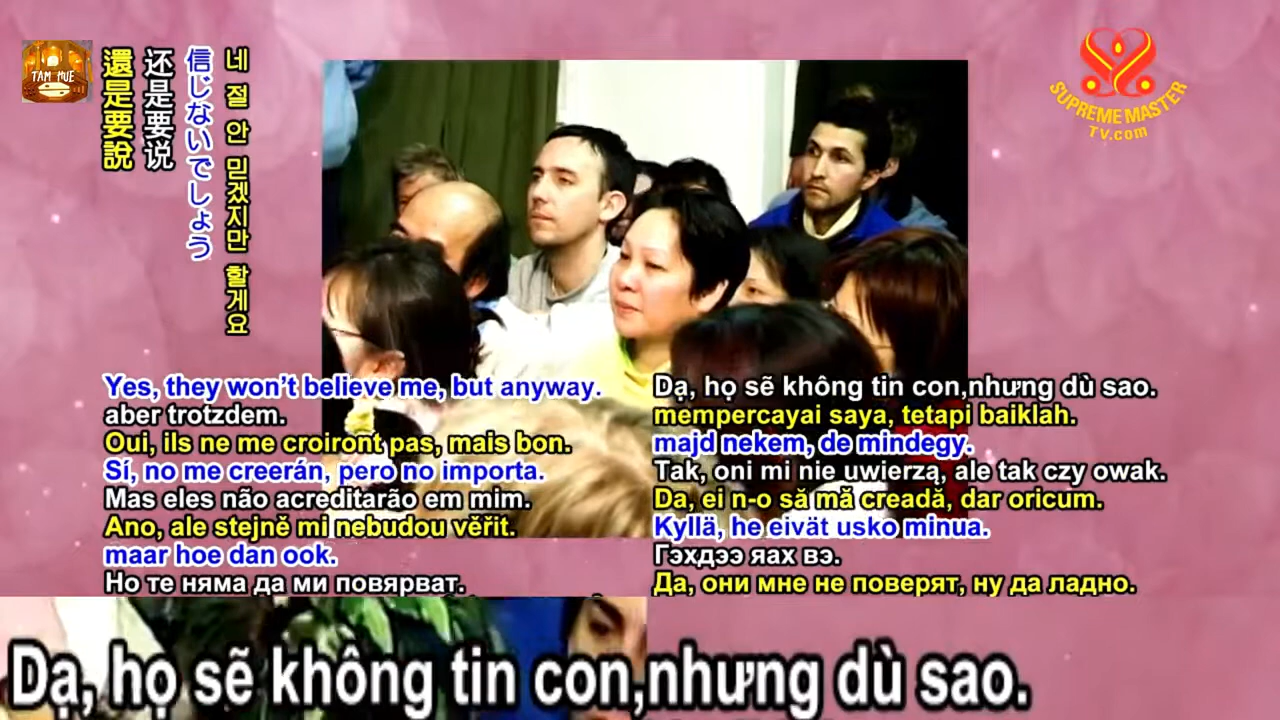 TÂM HUE
還是要說
还是要说
信じないでしょう
네 절 안 믿겠지만 할게요
SUPREME MASTER
TV.com
Yes, they won't believe me, but anyway.
aber trotzdem.
Oui, ils ne me croiront pas, mais bon.
Sí, no me creerán, pero no importa.
Mas eles não acreditarão em mim.
Ano, ale stejně mi nebudou věřit.
maar hoe dan ook.
Но те няма да ми повярват.
Dạ, họ sẽ không tin con,nhưng dù sao.
mempercayai saya, tetapi baiklah.
majd nekem, de mindegy.
Tak, oni mi nie uwierzą, ale tak czy owak.
Da, ei n-o să mă creadă, dar oricum.
Kyllä, he eivät usko minua.
Гэхдээ яах вэ.
Да, они мне не поверят, ну да ладно.
Dạ, họ sẽ không tin con,nhưng dù sao.